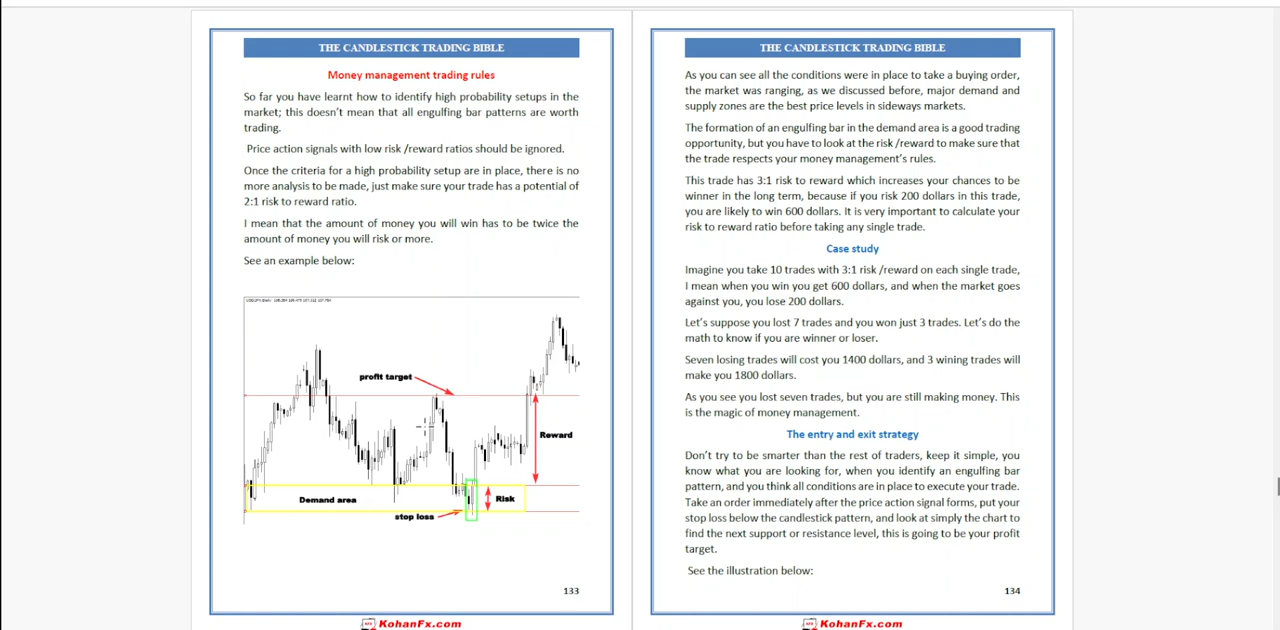 THE CANDLESTICK TRADING BIBLE
Money management trading rules
So far you have learnt how to identify high probability setups in the
market; this doesn't mean that all engulfing bar patterns are worth
trading.
Price action signals with low risk /reward ratios should be ignored.
Once the criteria for a high probability setup are in place, there is no
more analysis to be made, just make sure your trade has a potential of
2:1 risk to reward ratio.
I mean that the amount of money you will win has to be twice the
amount of money you will risk or more.
See an example below:
profit target
Reward
Demand area
Risk
stop loss
133
KohanFx.com
THE CANDLESTICK TRADING BIBLE
As you can see all the conditions were in place to take a buying order,
the market was ranging, as we discussed before, major demand and
supply zones are the best price levels in sideways markets.
The formation of an engulfing bar in the demand area is a good trading
opportunity, but you have to look at the risk /reward to make sure that
the trade respects your money management's rules.
This trade has 3:1 risk to reward which increases your chances to be
winner in the long term, because if you risk 200 dollars in this trade,
you are likely to win 600 dollars. It is very important to calculate your
risk to reward ratio before taking any single trade.
Case study
Imagine you take 10 trades with 3:1 risk /reward on each single trade,
I mean when you win you get 600 dollars, and when the market goes
against you, you lose 200 dollars.
Let's suppose you lost 7 trades and you won just 3 trades. Let's do the
math to know if you are winner or loser.
Seven losing trades will cost you 1400 dollars, and 3 wining trades will
make you 1800 dollars.
As you see you lost seven trades, but you are still making money. This
is the magic of money management.
The entry and exit strategy
Don't try to be smarter than the rest of traders, keep it simple, you
know what you are looking for, when you identify an engulfing bar
pattern, and you think all conditions are in place to execute your trade.
Take an order immediately after the price action signal forms, put your
stop loss below the candlestick pattern, and look at simply the chart to
find the next support or resistance level, this is going to be your profit
target.
See the illustration below:
134
KohanFx.com